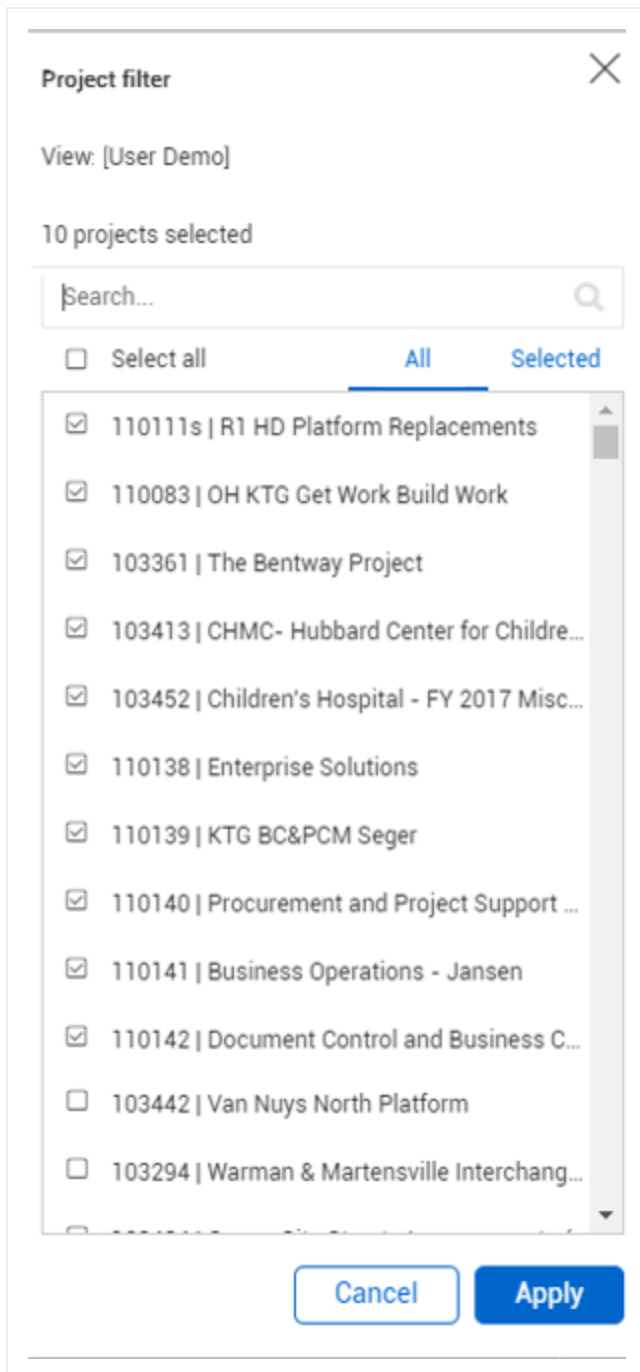 Project filter
View: [User Demo]
10 projects selected
Search...
Select all All Selected
110111s | R1 HD Platform Replacements
110083 | OH KTG Get Work Build Work
103361 | The Bentway Project
103413 | CHMC- Hubbard Center for Childre...
103452 | Children's Hospital - FY 2017 Misc...
110138 | Enterprise Solutions
110139 | KTG BC&PCM Seger
110140 | Procurement and Project Support ...
110141 | Business Operations - Jansen
110142 | Document Control and Business C...
103442 | Van Nuys North Platform
103294 | Warman & Martensville Interchang...
Cancel Apply